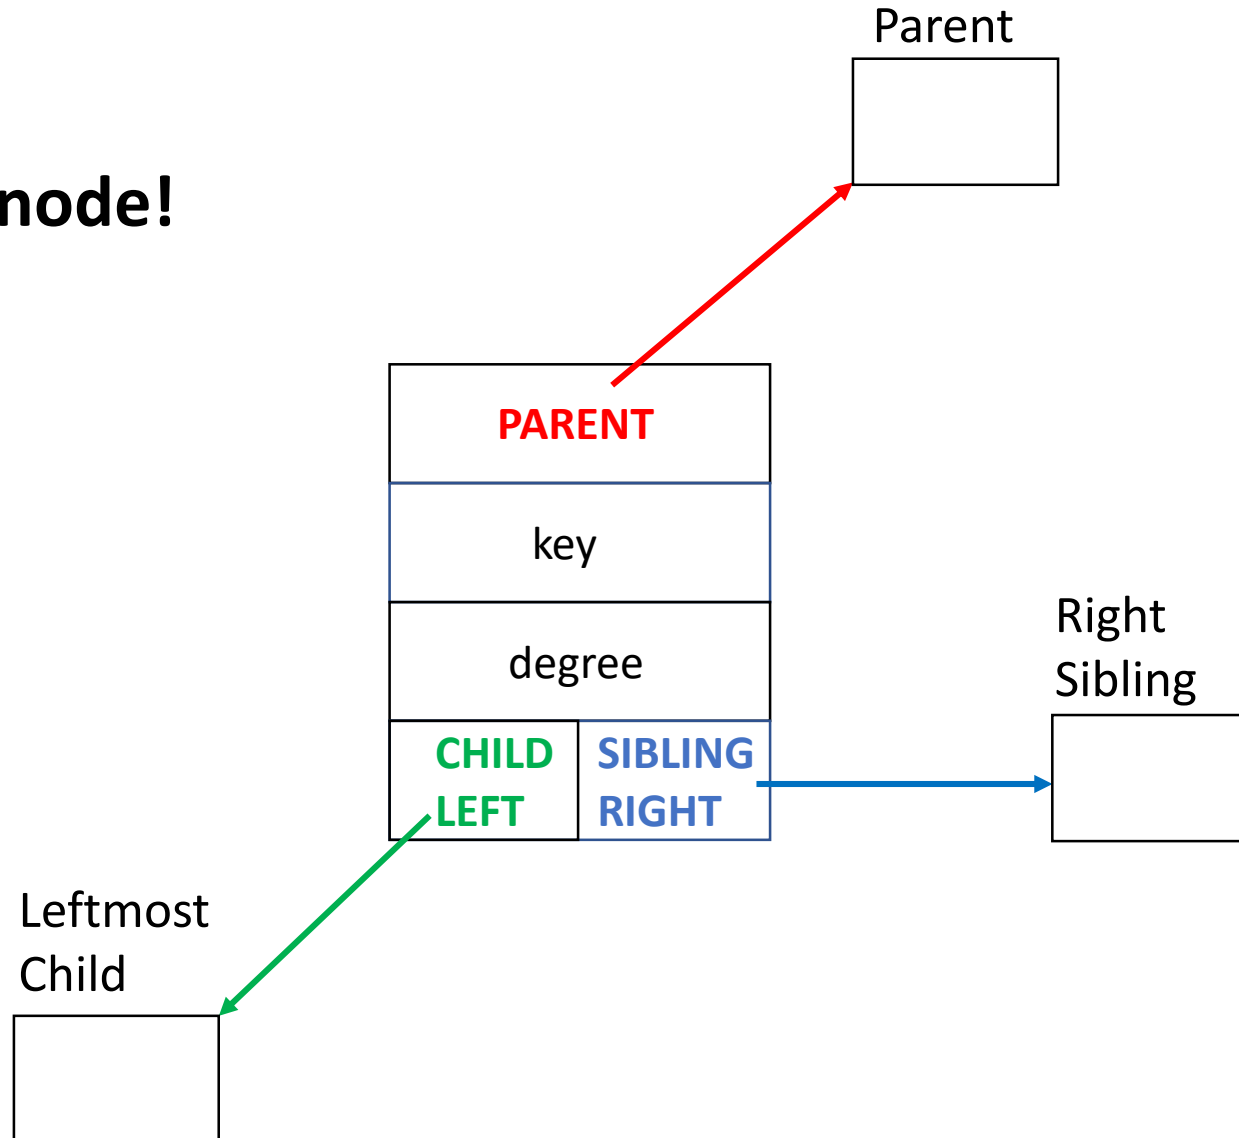 Parent
node!
PARENT
key
degree
CHILD
LEFT
SIBLING
RIGHT
Right
Sibling
Leftmost
Child